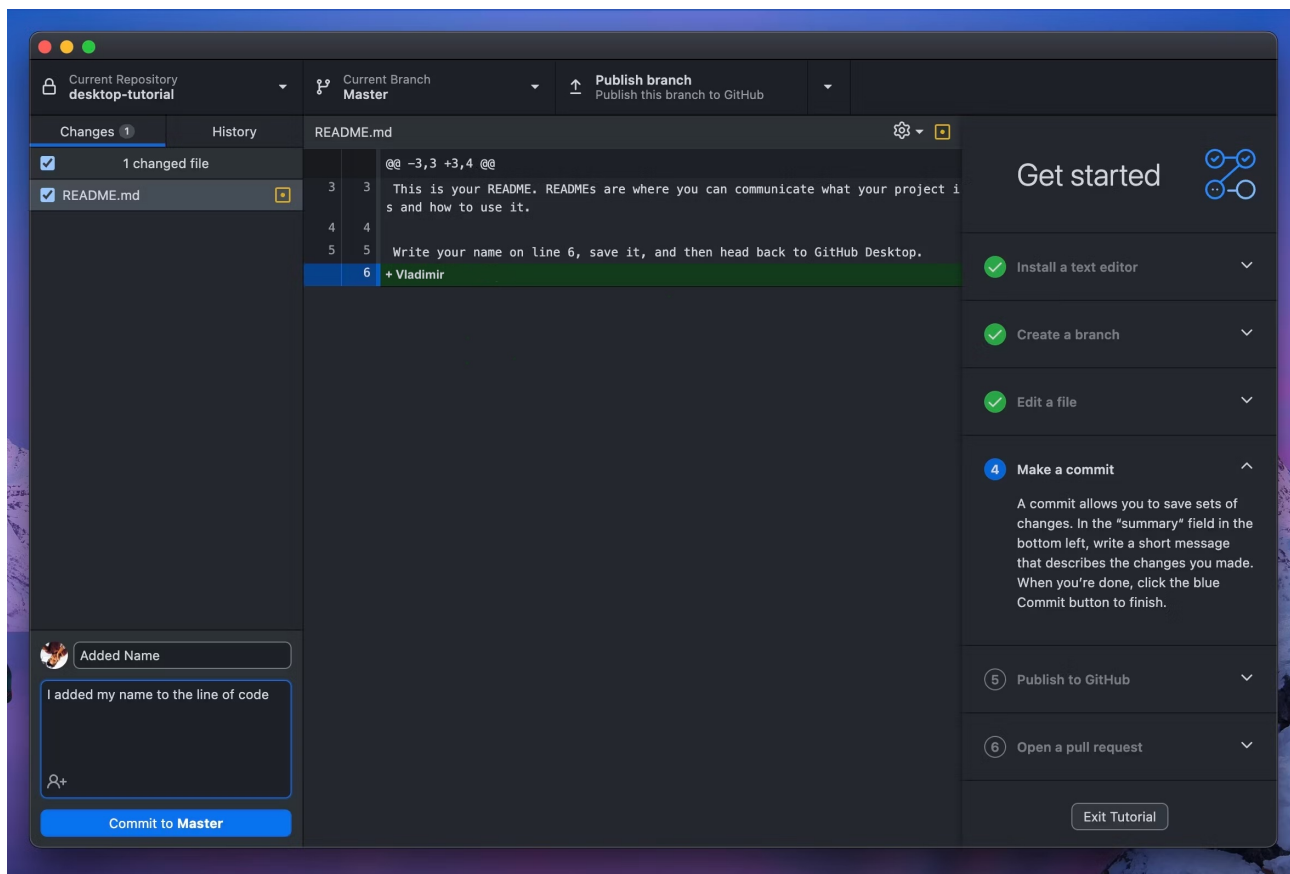 Current Repository
desktop-tutorial
Current Branch
Master
Publish branch
Publish this branch to GitHub
Changes 1
History
1 changed file
README.md
README.md
@@ -3,3 +3,4 @@
3 3 This is your README. READMEs are where you can communicate what your project i
s and how to use it.
4 4
5 5 Write your name on line 6, save it, and then head back to GitHub Desktop.
6 + Vladimir
Added Name
I added my name to the line of code
Commit to Master
Get started
Install a text editor
Create a branch
Edit a file
4 Make a commit
A commit allows you to save sets of
changes. In the “summary” field in the
bottom left, write a short message
that describes the changes you made.
When you’re done, click the blue
Commit button to finish.
5 Publish to GitHub
6 Open a pull request
Exit Tutorial